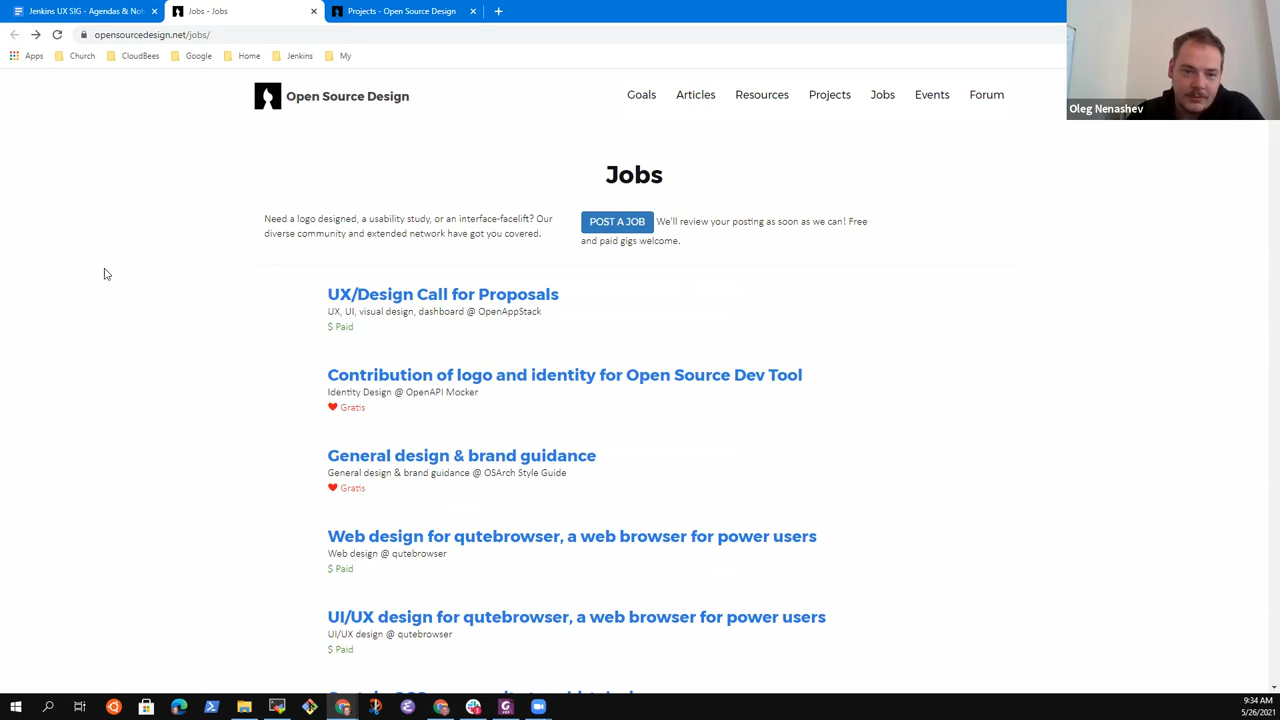 Jenkins UX SIG - Agendas & Not
Jobs - Jobs
Projects - Open Source Design
opensourcedesign.net/jobs/
Apps
Church
CloudBees
Google
Home
Jenkins
My
Oleg Nenashev
Open Source Design
Goals
Articles
Resources
Projects
Jobs
Events
Forum
Jobs
Need a logo designed, a usability study, or an interface-facelift? Our
diverse community and extended network have got you covered.
POST A JOB We'll review your posting as soon as we can! Free
and paid gigs welcome.
UX/Design Call for Proposals
UX, UI, visual design, dashboard @ OpenAppStack
$ Paid
Contribution of logo and identity for Open Source Dev Tool
Identity Design @ OpenAPI Mocker
Gratis
General design & brand guidance
General design & brand guidance @ OSArch Style Guide
Gratis
Web design for qutebrowser, a web browser for power users
Web design @ qutebrowser
$ Paid
UI/UX design for qutebrowser, a web browser for power users
UI/UX design @ qutebrowser
$ Paid
9:34 AM
5/26/2021